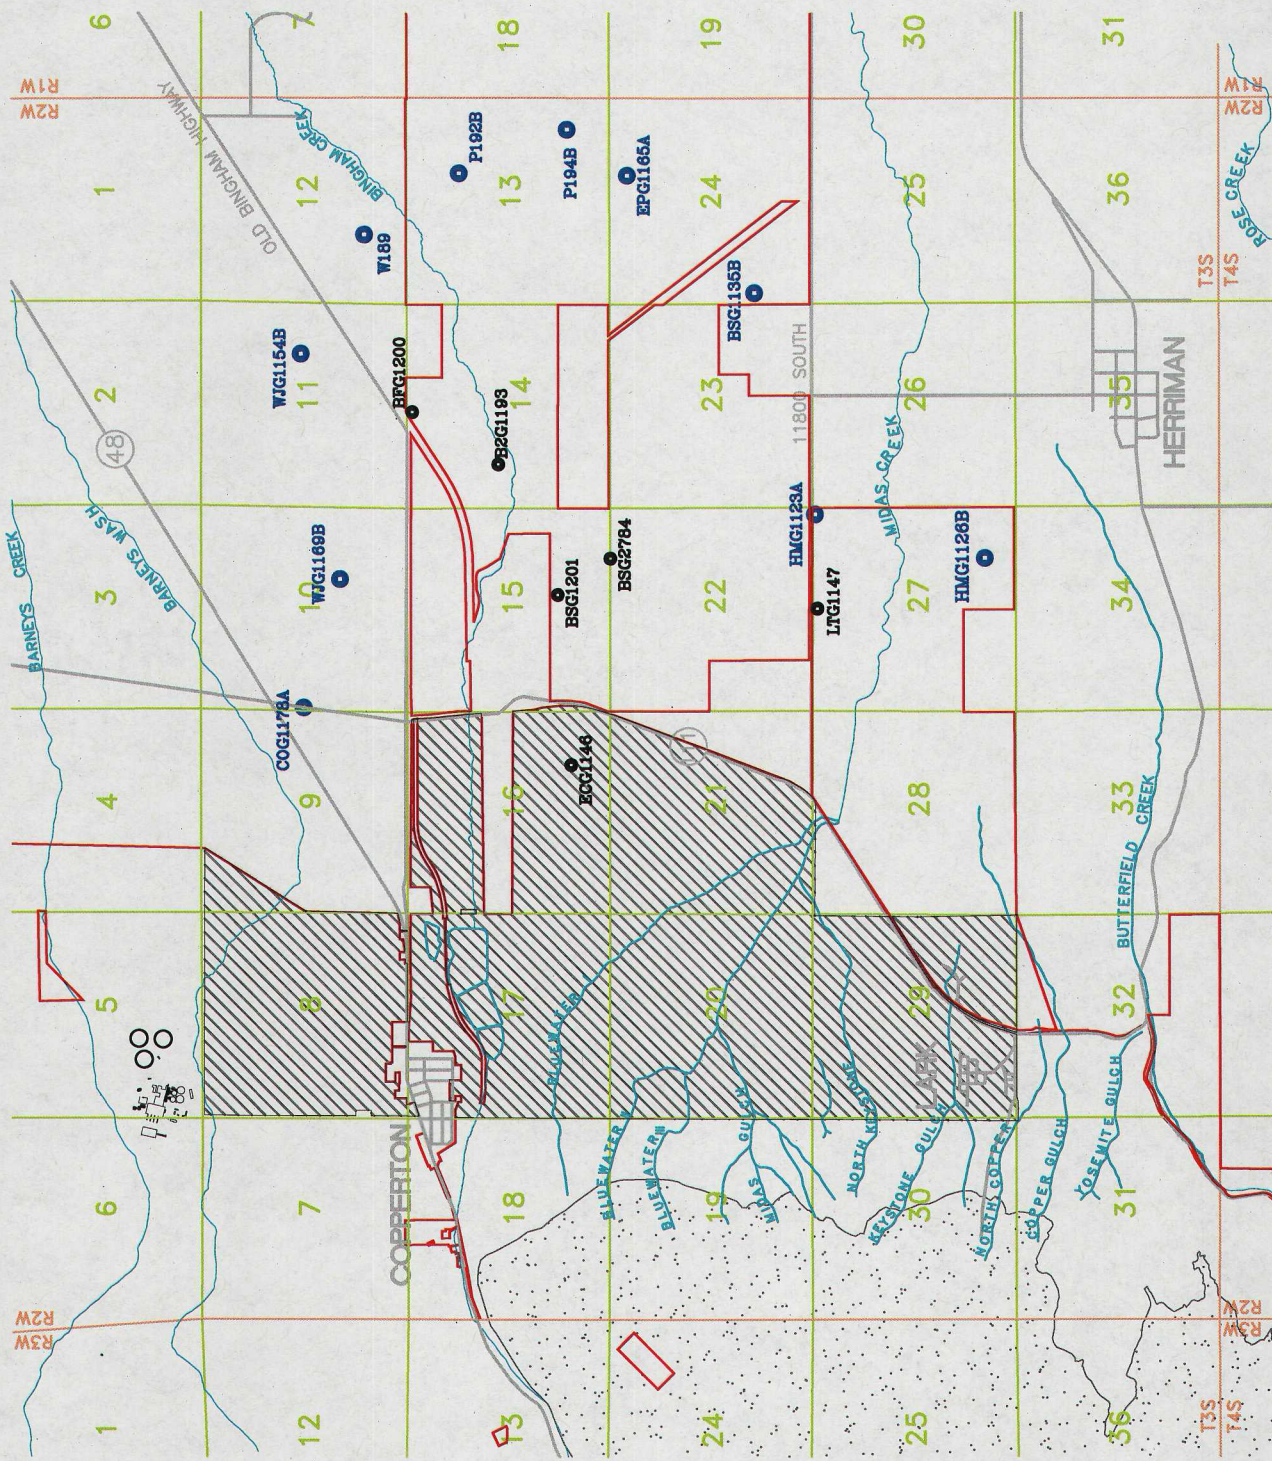 6
7
18
19
30
31
R1W
R2W
R1W
R2W
OLD BINGHAM HIGHWAY
BINGHAM CREEK
P192B
P194B
EPG1165A
ROSE CREEK
1
12
13
24
25
36
W189
T3S
T4S
BSG1135B
WJG1154B
BFG1200
B2G1193
11800 SOUTH
2
11
14
23
26
35
HERRIMAN
48
MIDAS CREEK
BARNEYS CREEK
BARNEYS WASH
WJG1169B
BSG1201
BSG2784
HMG1123A
LTG1147
HMG1126B
3
10
15
22
27
34
COG1178A
ECG1146
111
4
9
16
21
28
33
BUTTERFIELD CREEK
5
8
17
20
29
32
BLUEWATER I
LARK
COPPERTON
BLUEWATER II
BLUEWATER III
MIDAS GULCH
NORTH KEYSTONE
KEYSTONE GULCH
NORTH COPPER
COPPER GULCH
YOSEMITE GULCH
6
7
18
19
30
31
R2W
R3W
R2W
R3W
1
12
13
24
25
36
T3S
T4S